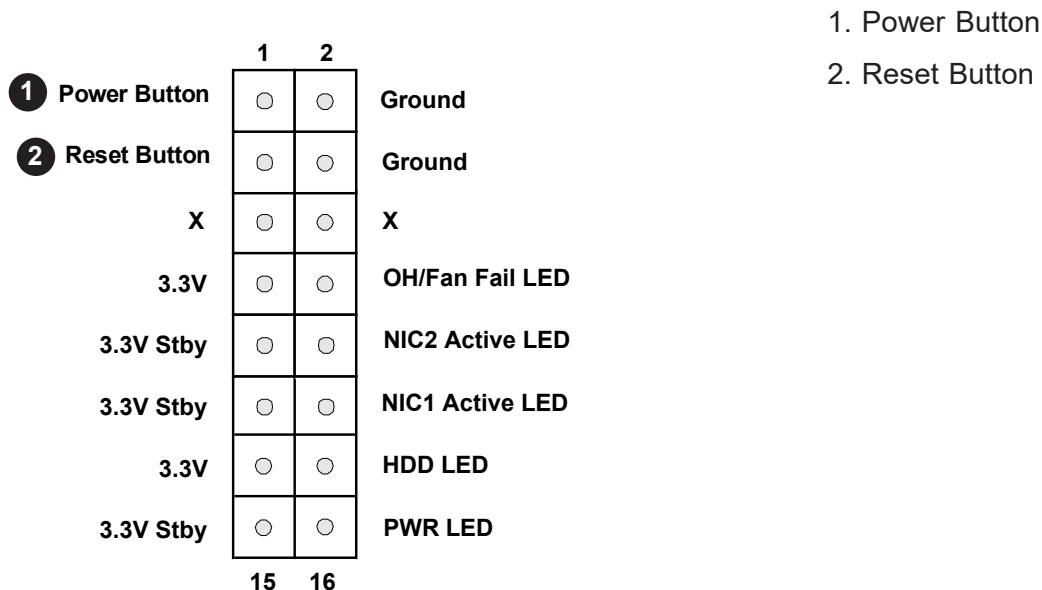 1. Power Button
2. Reset Button
1 2
1 Power Button Ground
2 Reset Button Ground
X X
3.3V OH/Fan Fail LED
3.3V Stby NIC2 Active LED
3.3V Stby NIC1 Active LED
3.3V HDD LED
3.3V Stby PWR LED
15 16